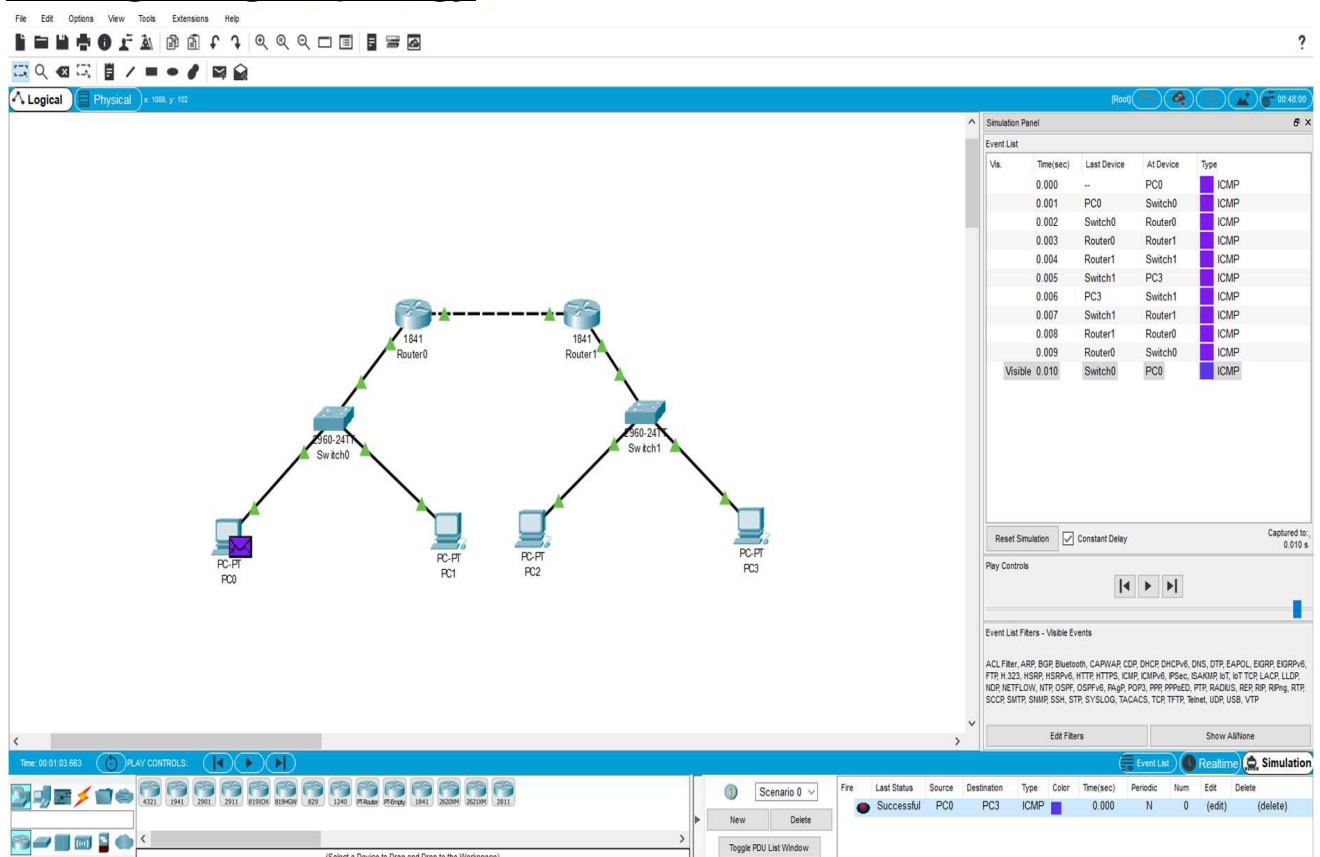 File Edit Options View Tools Extensions Help
?
Logical Physical x: 1088, y: 102 [Root] 00:48:00
Simulation Panel
Event List
Vis. Time(sec) Last Device At Device Type
0.000 -- PC0 ICMP
0.001 PC0 Switch0 ICMP
0.002 Switch0 Router0 ICMP
0.003 Router0 Router1 ICMP
0.004 Router1 Switch1 ICMP
0.005 Switch1 PC3 ICMP
0.006 PC3 Switch1 ICMP
0.007 Switch1 Router1 ICMP
0.008 Router1 Router0 ICMP
0.009 Router0 Switch0 ICMP
Visible 0.010 Switch0 PC0 ICMP
1841
Router0
1841
Router1
2960-24TT
Switch0
2960-24TT
Switch1
PC-PT
PC0
PC-PT
PC1
PC-PT
PC2
PC-PT
PC3
Reset Simulation Constant Delay Captured to:
0.010 s
Play Controls
Event List Filters - Visible Events
ACL Filter, ARP, BGP, Bluetooth, CAPWAP, CDP, DHCP, DHCPv6, DNS, DTP, EAPOL, EIGRP, EIGRPv6,
FTP, H.323, HSRP, HSRPv6, HTTP, HTTPS, ICMP, ICMPv6, IPSec, ISAKMP, IoT, IoT TCP, LACP, LLDP,
NDP, NETFLOW, NTP, OSPF, OSPFv6, PAgP, POP3, PPP, PPPoED, PTP, RADIUS, REP, RIP, RIPng, RTP,
SCCP, SMTP, SNMP, SSH, STP, SYSLOG, TACACS, TCP, TFTP, Telnet, UDP, USB, VTP
Edit Filters Show All/None
Time: 00:01:03.663 PLAY CONTROLS: Event List Realtime Simulation
4321 1941 2901 2911 819IOX 819HGW 829 1240 PT-Router PT-Empty 1841 2620XM 2621XM 2811
Scenario 0
New Delete
Toggle PDU List Window
Fire Last Status Source Destination Type Color Time(sec) Periodic Num Edit Delete
Successful PC0 PC3 ICMP 0.000 N 0 (edit) (delete)
(Select a Device to Drag and Drop to the Workspace)